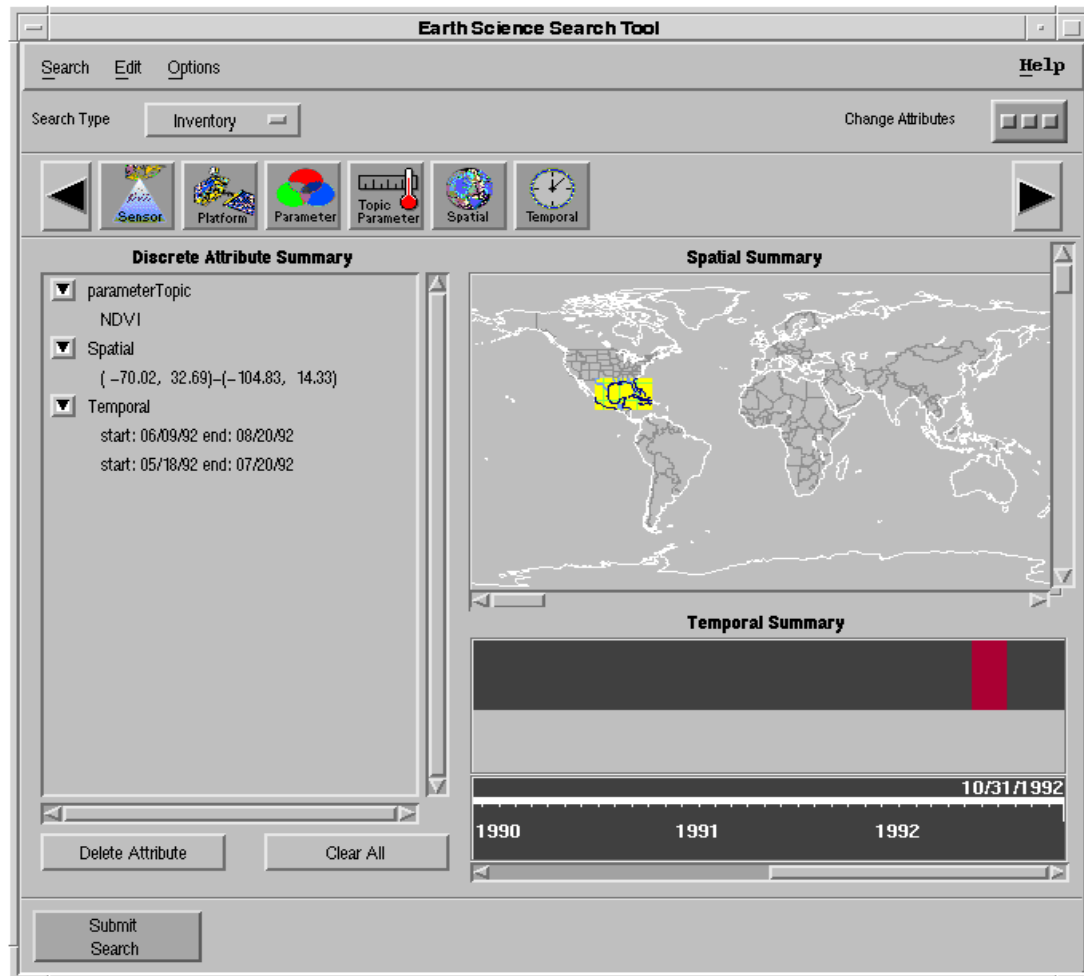 Earth Science Search Tool
Search Edit Options Help
Search Type Inventory Change Attributes
Sensor Platform Parameter Topic Parameter Spatial Temporal
Discrete Attribute Summary
parameterTopic
NDVI
Spatial
( -70.02, 32.69)-(-104.83, 14.33)
Temporal
start: 06/09/92 end: 08/20/92
start: 05/18/92 end: 07/20/92
Delete Attribute Clear All
Spatial Summary
Temporal Summary
10/31/1992
1990 1991 1992
Submit
Search